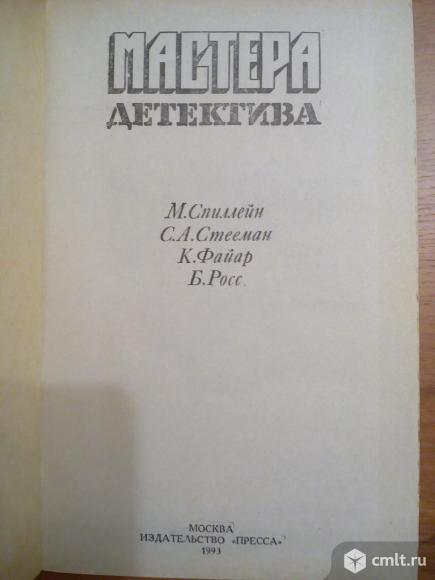 МАСТЕРА
ДЕТЕКТИВА
М.Спиллейн
С.А.Стееман
К.Файар
Б.Росс
МОСКВА
ИЗДАТЕЛЬСТВО «ПРЕССА»
1993
cmlt.ru